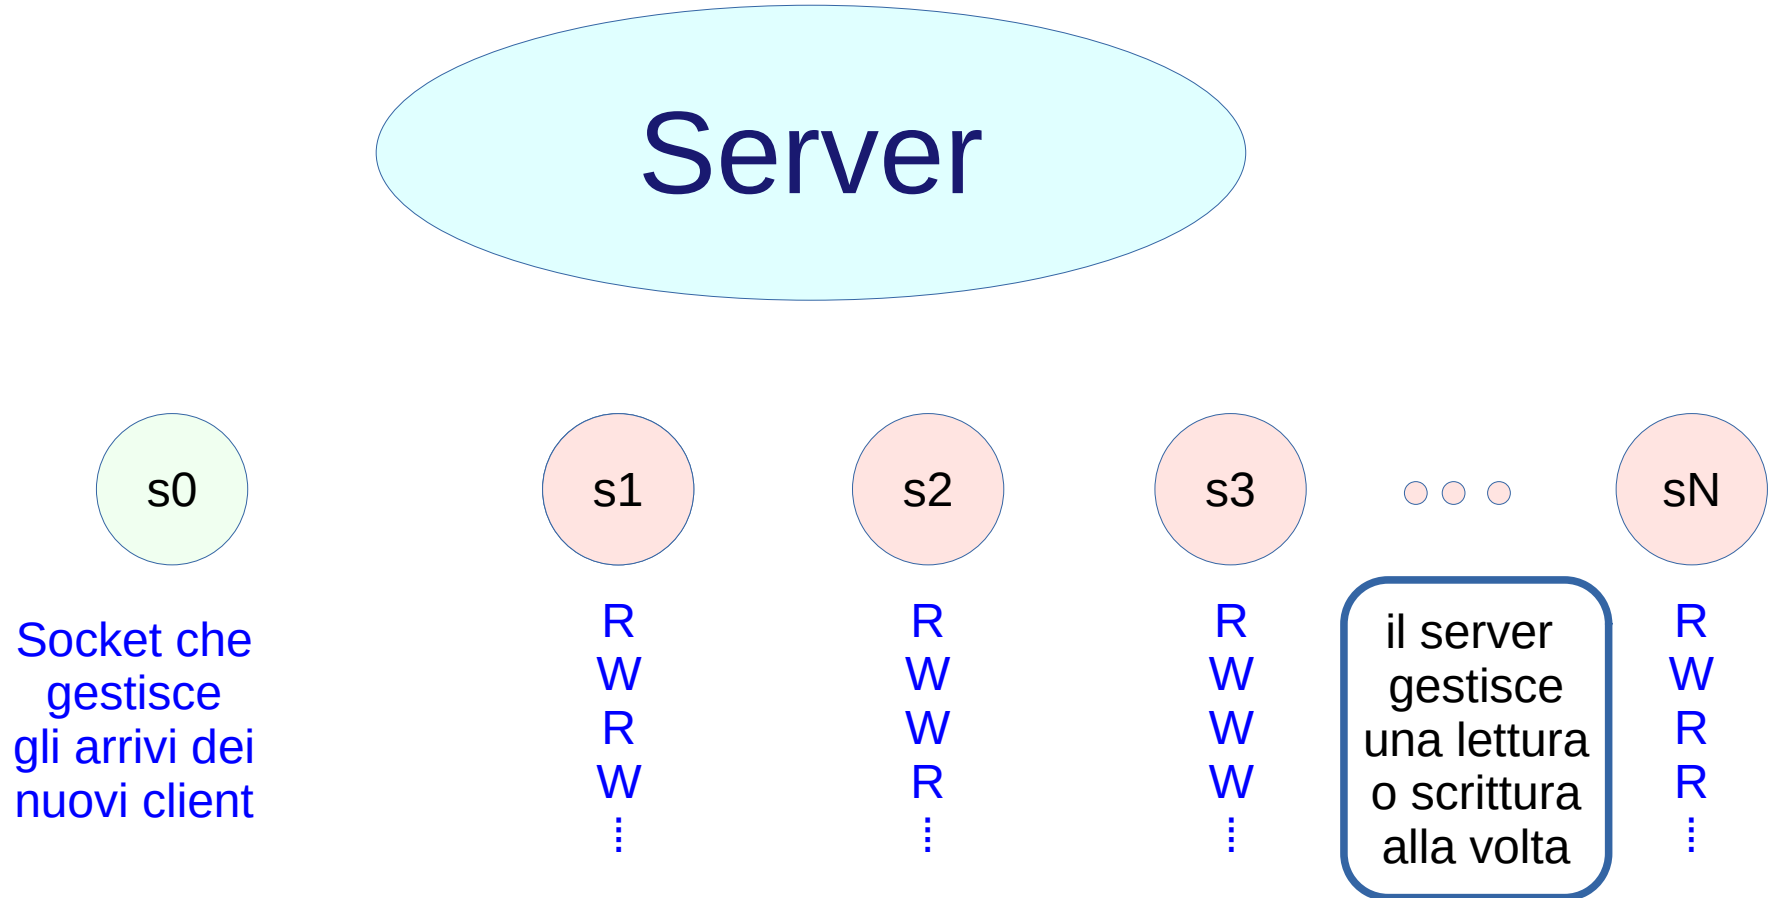 Server
s0
s1
s2
s3
sN
Socket che
gestisce
gli arrivi dei
nuovi client
R
W
R
W
R
W
W
R
R
W
W
W
il server
gestisce
una lettura
o scrittura
alla volta
R
W
R
R